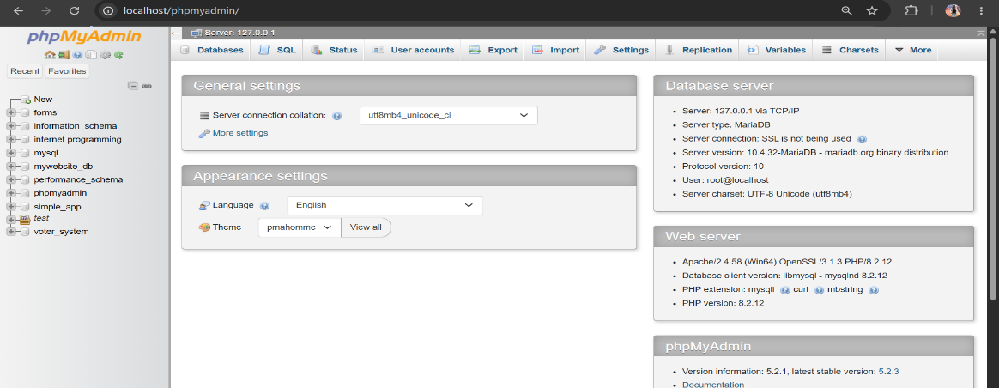 localhost/phpmyadmin/
phpMyAdmin
Recent Favorites
New
forms
information_schema
internet programming
mysql
mywebsite_db
performance_schema
phpmyadmin
simple_app
test
voter_system
Server: 127.0.0.1
Databases SQL Status User accounts Export Import Settings Replication Variables Charsets More
General settings
Server connection collation: utf8mb4_unicode_ci
More settings
Appearance settings
Language English
Theme pmahomme View all
Database server
• Server: 127.0.0.1 via TCP/IP
• Server type: MariaDB
• Server connection: SSL is not being used
• Server version: 10.4.32-MariaDB - mariadb.org binary distribution
• Protocol version: 10
• User: root@localhost
• Server charset: UTF-8 Unicode (utf8mb4)
Web server
• Apache/2.4.58 (Win64) OpenSSL/3.1.3 PHP/8.2.12
• Database client version: libmysql - mysqlnd 8.2.12
• PHP extension: mysqli curl mbstring
• PHP version: 8.2.12
phpMyAdmin
• Version information: 5.2.1, latest stable version: 5.2.3
• Documentation